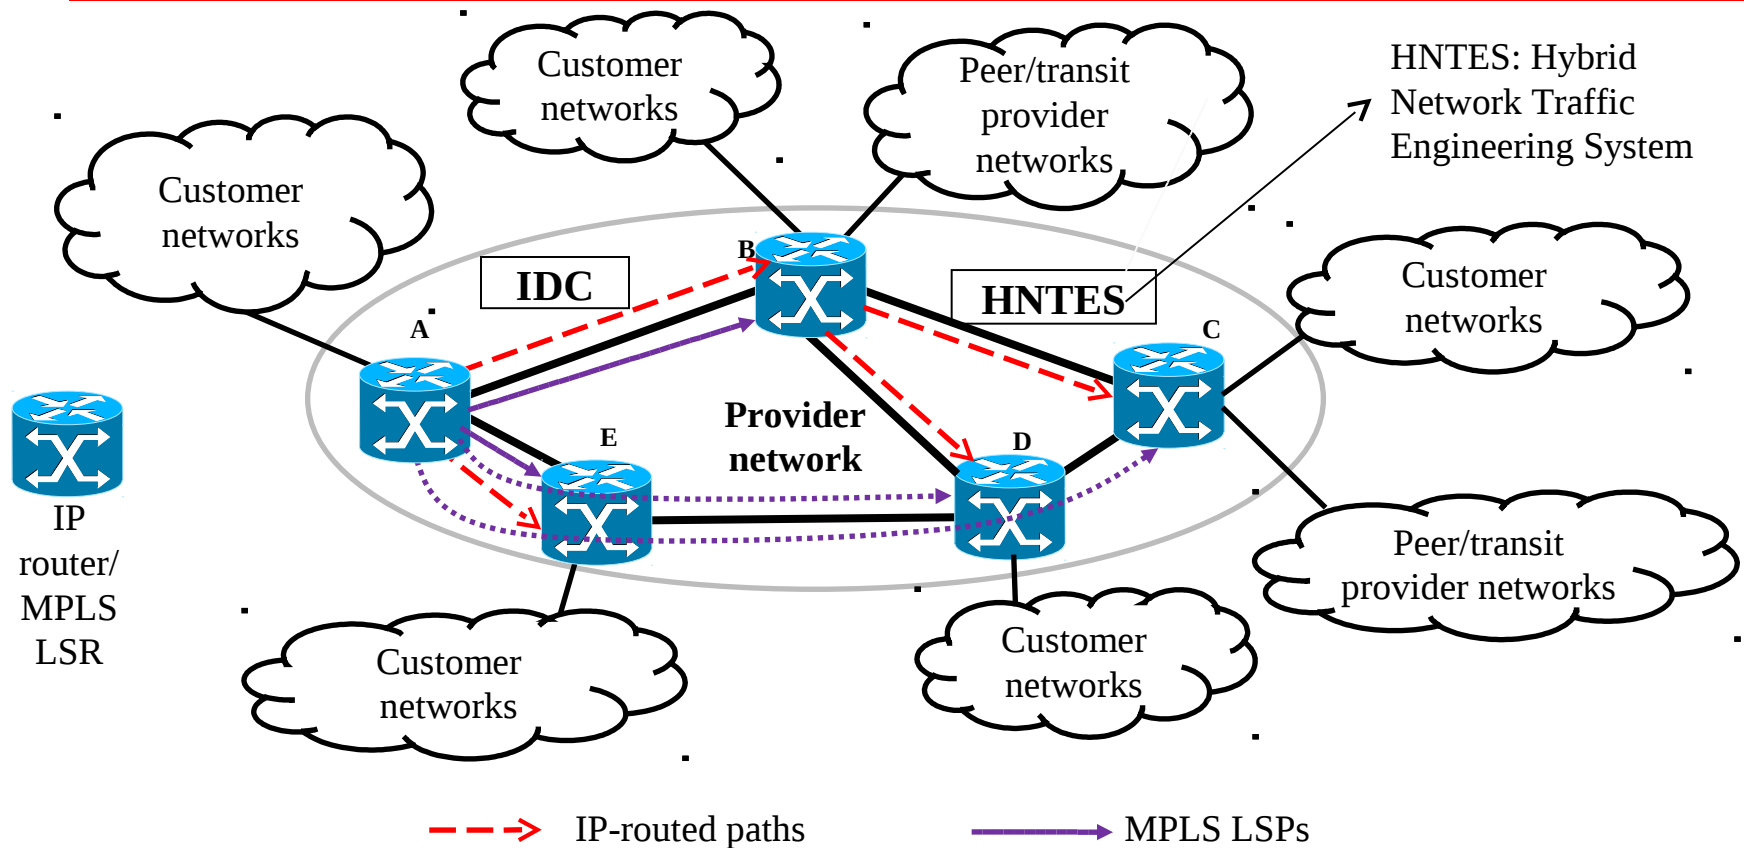 Customer
networks
Peer/transit
provider
networks
HNTES: Hybrid
Network Traffic
Engineering System
Customer
networks
B
IDC
HNTES
Customer
networks
A
C
Provider
network
E
D
IP
router/
MPLS
LSR
Peer/transit
provider networks
Customer
networks
Customer
networks
IP-routed paths
MPLS LSPs